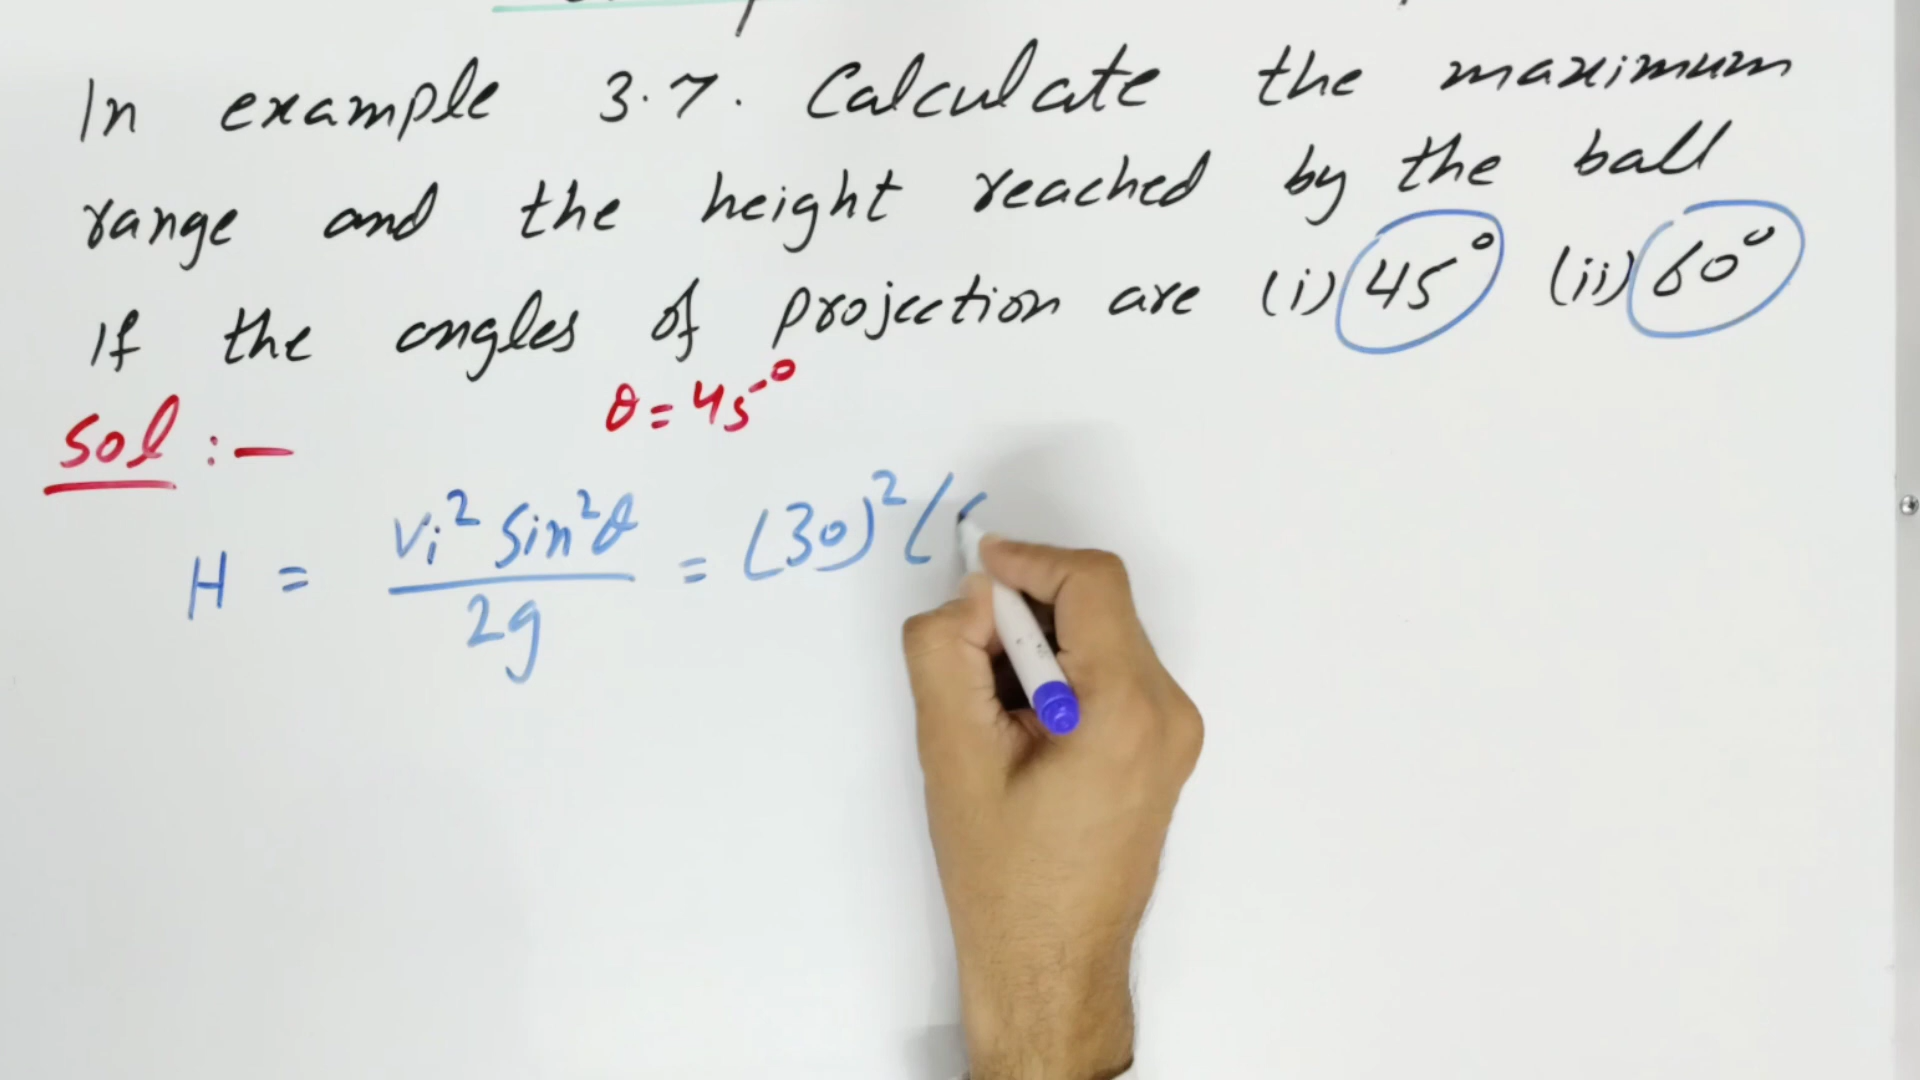 In example 3.7. Calculate the maximum
range and the height reached by the ball
If the angles of projection are (i) 45° (ii) 60°
Sol :- θ = 45°
H = Vi² Sin²θ / 2g = (30)² (